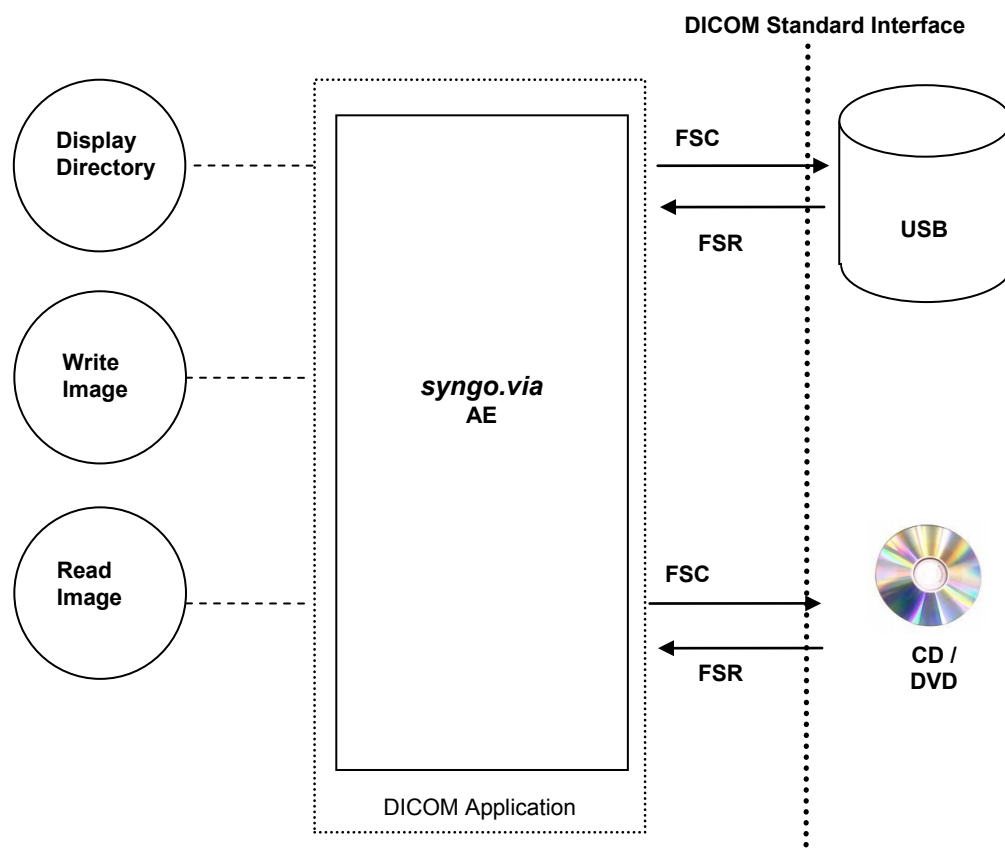 DICOM Standard Interface
Display
Directory
FSC
FSR
USB
Write
Image
syngo.via
AE
Read
Image
FSC
FSR
CD /
DVD
DICOM Application